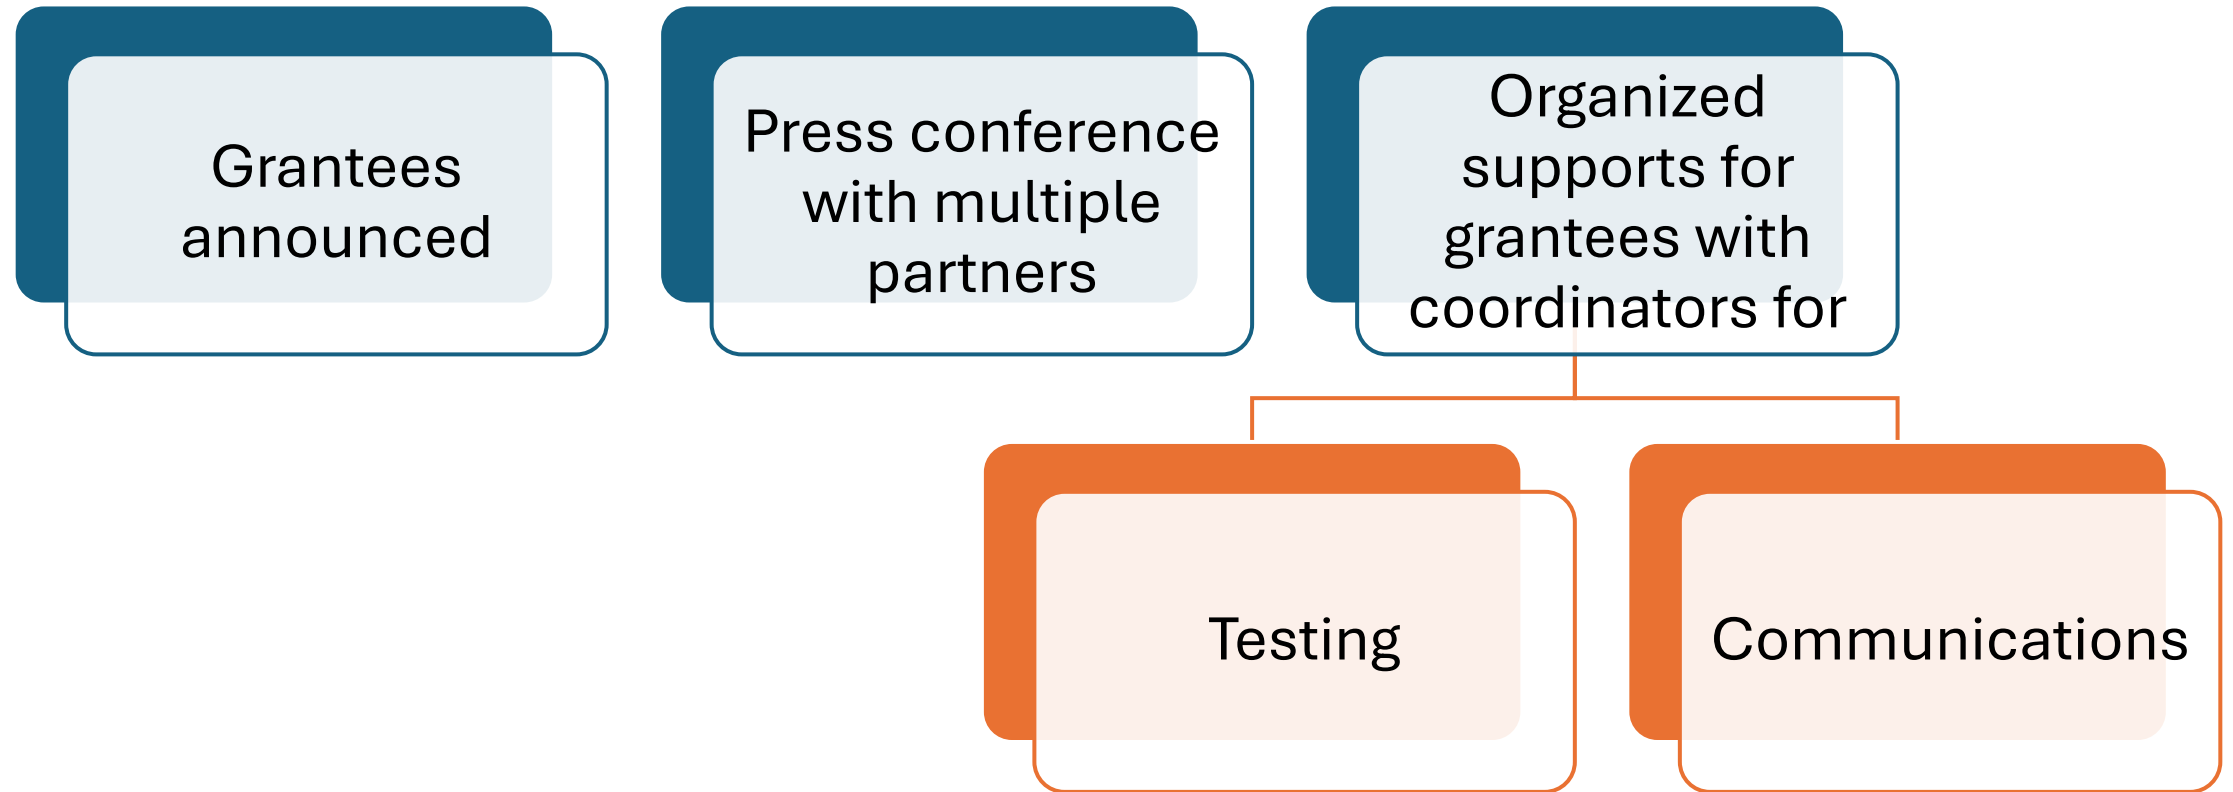 Grantees
announced
Press conference
with multiple
partners
Organized
supports for
grantees with
coordinators for
Testing
Communications